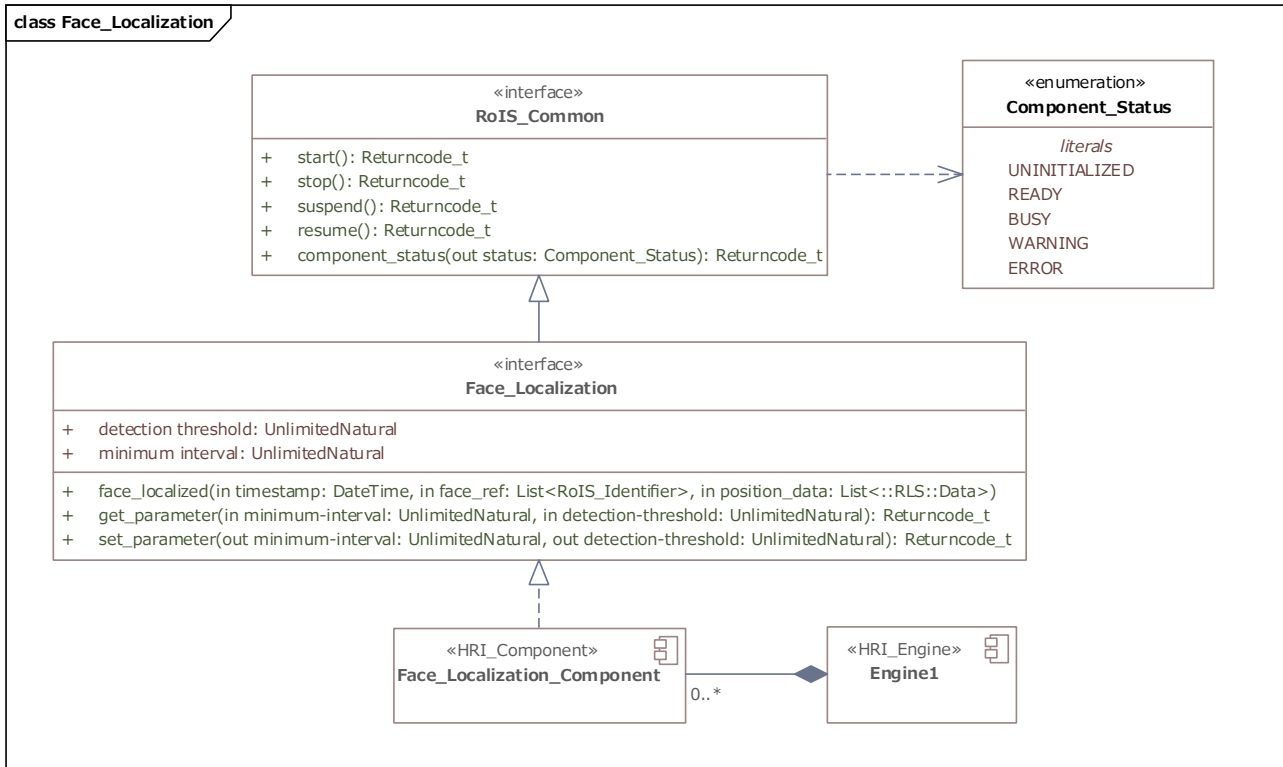 class Face_Localization
«interface»
RoIS_Common
+ start(): Returncode_t
+ stop(): Returncode_t
+ suspend(): Returncode_t
+ resume(): Returncode_t
+ component_status(out status: Component_Status): Returncode_t
«enumeration»
Component_Status
literals
UNINITIALIZED
READY
BUSY
WARNING
ERROR
«interface»
Face_Localization
+ detection threshold: UnlimitedNatural
+ minimum interval: UnlimitedNatural
+ face_localized(in timestamp: DateTime, in face_ref: List<RoIS_Identifier>, in position_data: List<::RLS::Data>)
+ get_parameter(in minimum-interval: UnlimitedNatural, in detection-threshold: UnlimitedNatural): Returncode_t
+ set_parameter(out minimum-interval: UnlimitedNatural, out detection-threshold: UnlimitedNatural): Returncode_t
«HRI_Component»
Face_Localization_Component
0..*
«HRI_Engine»
Engine1